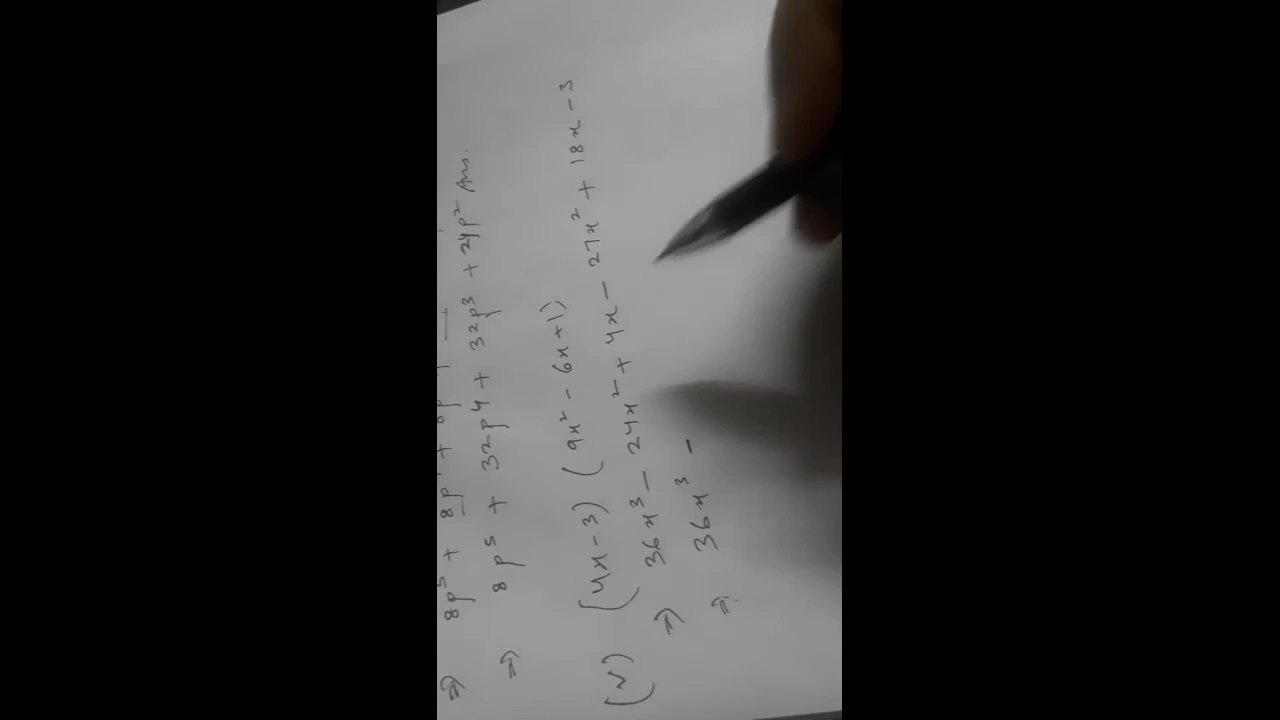 ⇒ 8p⁵ + 8p⁴ + 8p
⇒ 8p⁵ + 32p⁴ + 32p³ + 24p² Ans.
(v) (4x-3) (9x² - 6x+1)
⇒ 36x³ - 24x² + 4x - 27x² + 18x - 3
⇒ 36x³ -